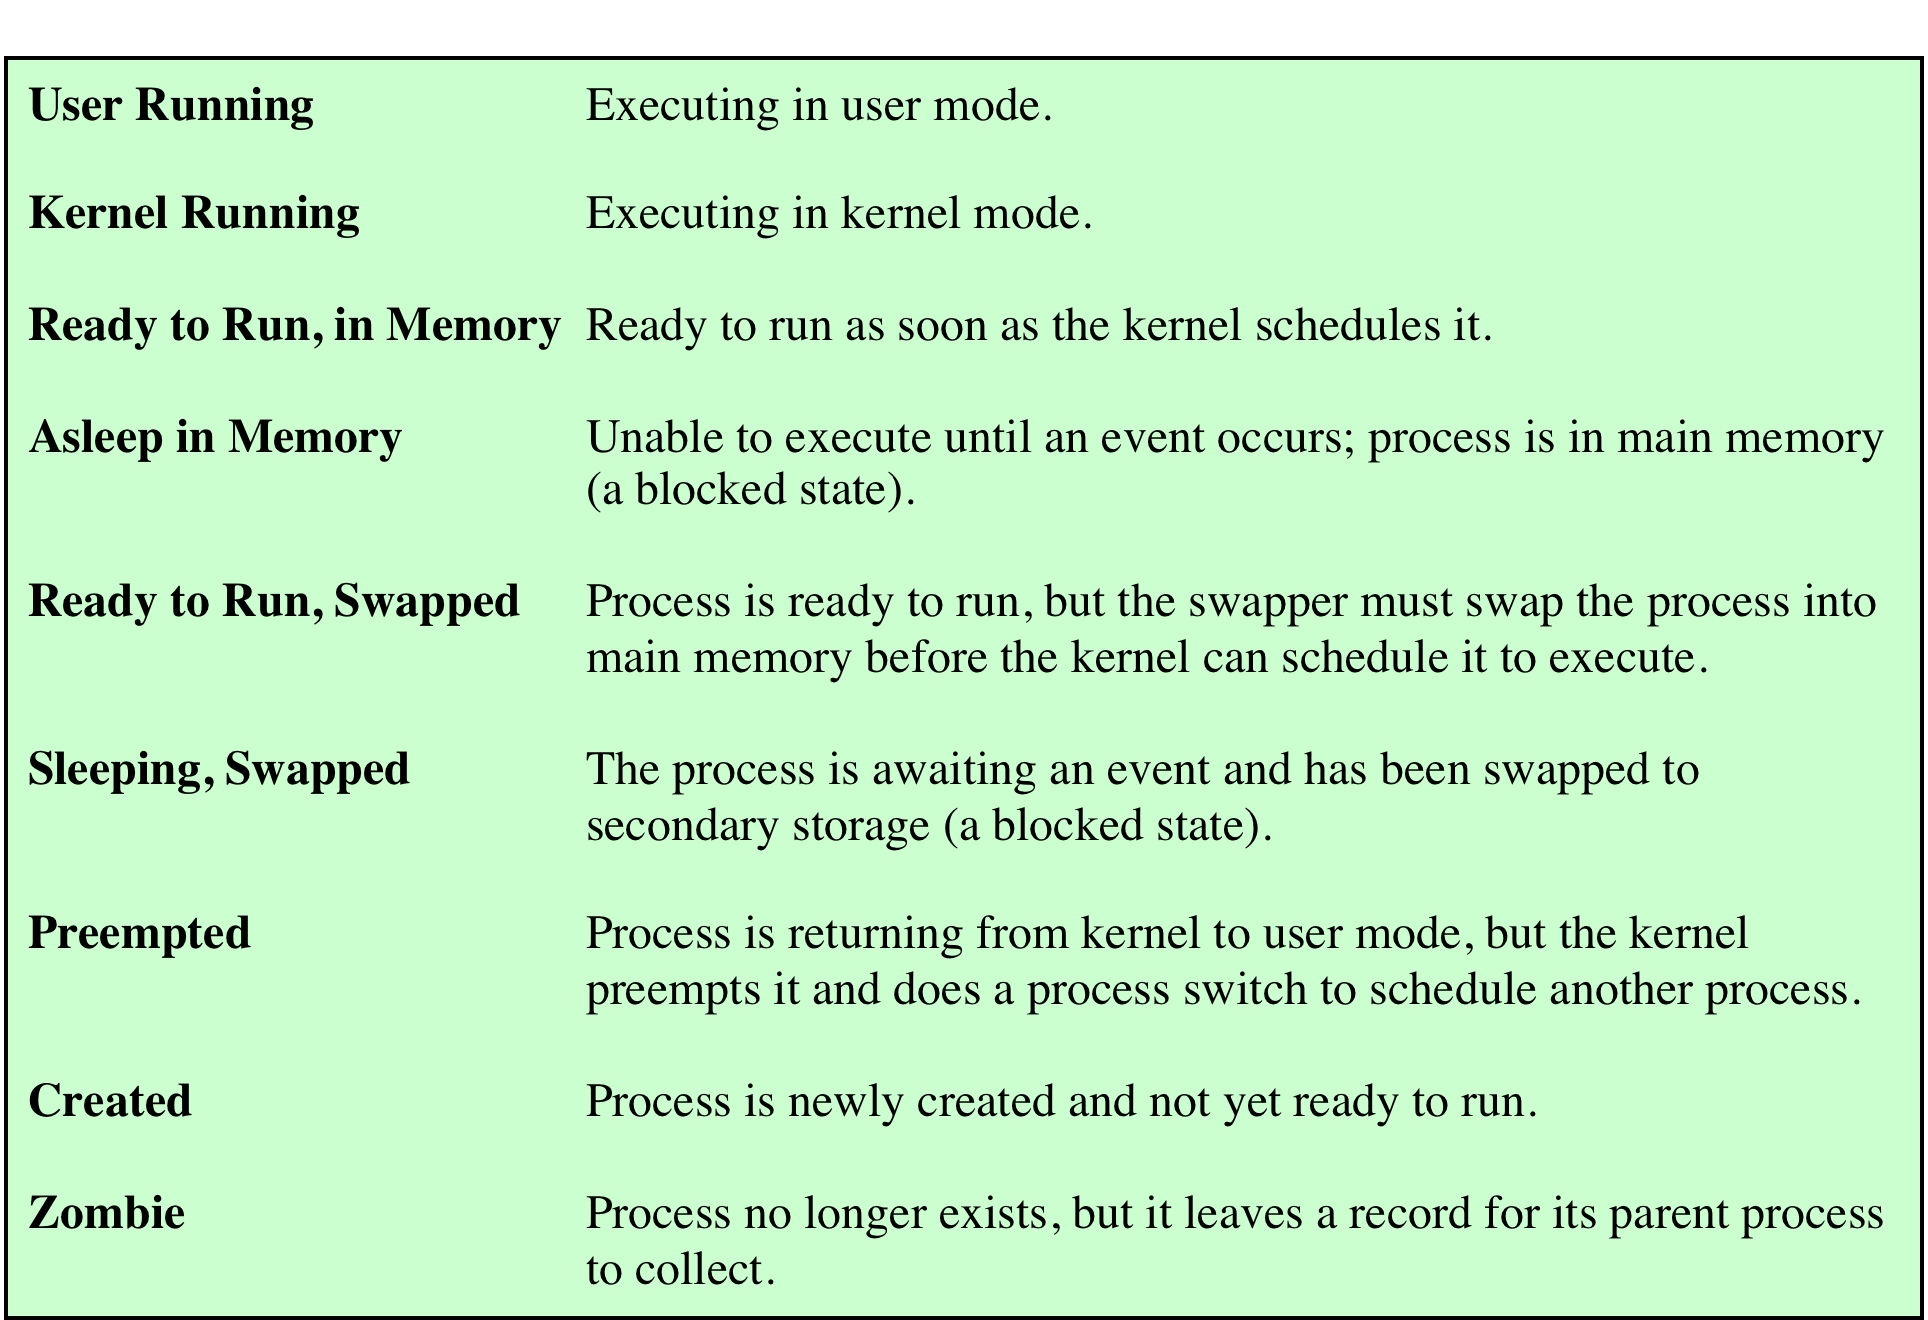 User Running Executing in user mode.
Kernel Running Executing in kernel mode.
Ready to Run, in Memory Ready to run as soon as the kernel schedules it.
Asleep in Memory Unable to execute until an event occurs; process is in main memory
(a blocked state).
Ready to Run, Swapped Process is ready to run, but the swapper must swap the process into
main memory before the kernel can schedule it to execute.
Sleeping, Swapped The process is awaiting an event and has been swapped to
secondary storage (a blocked state).
Preempted Process is returning from kernel to user mode, but the kernel
preempts it and does a process switch to schedule another process.
Created Process is newly created and not yet ready to run.
Zombie Process no longer exists, but it leaves a record for its parent process
to collect.